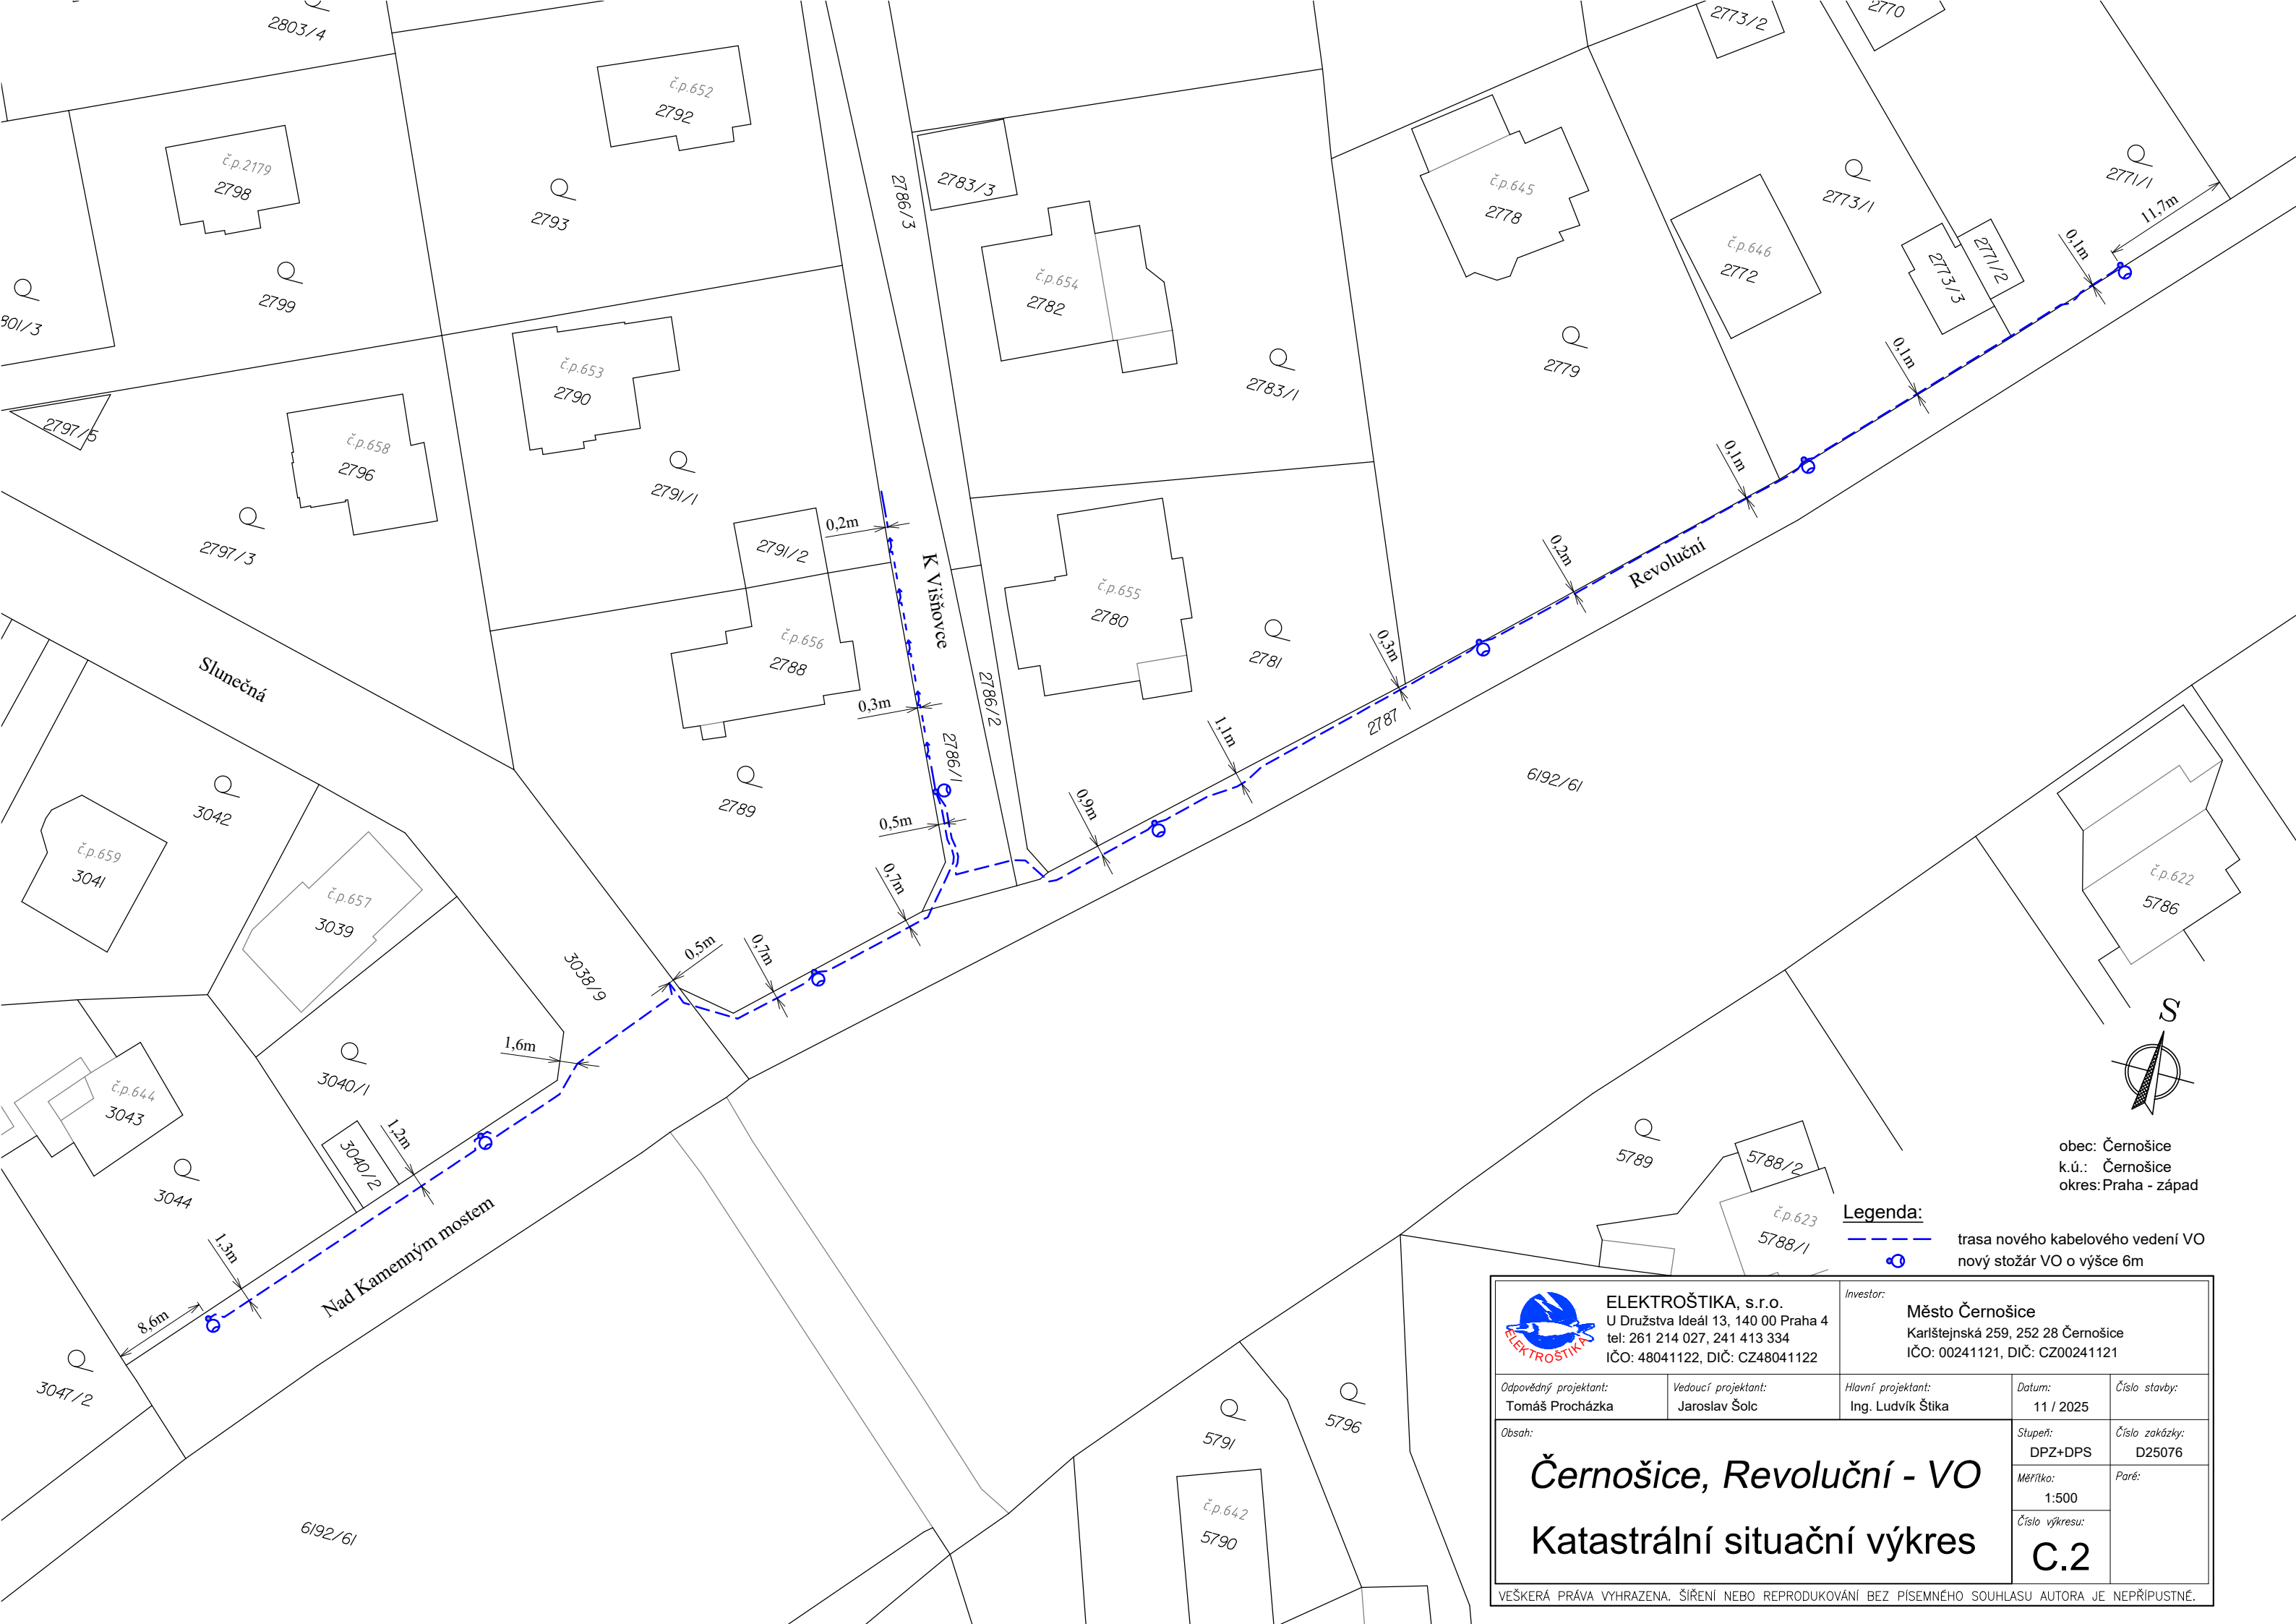 2803/4
č.p.652
2792
2773/2
2770
č.p.2179
2798
2793
2786/3
2783/3
č.p.645
2778
2773/1
2771/1
11,7m
0,1m
č.p.646
2772
2773/3
2771/2
2799
801/3
č.p.654
2782
č.p.653
2790
2783/1
2779
0,1m
2797/5
č.p.658
2796
2791/1
0,1m
0,2m
2791/2
2797/3
K Višňovce
0,2m
Revoluční
č.p.655
2780
č.p.656
2788
2781
0,3m
Slunečná
0,3m
2786/2
2787
1,1m
2786/1
6192/61
2789
3042
0,5m
0,9m
č.p.659
3041
č.p.657
3039
0,7m
č.p.622
5786
0,5m
0,7m
3038/9
S
1,6m
3040/1
č.p.644
3043
1,2m
3040/2
3044
5789
5788/2
obec: Černošice
k.ú.: Černošice
okres: Praha - západ
Nad Kamenným mostem
1,3m
8,6m
č.p.623
5788/1
Legenda:
trasa nového kabelového vedení VO
nový stožár VO o výšce 6m
3047/2
5791
5796
č.p.642
5790
6192/61
ELEKTROŠTIKA
ELEKTROŠTIKA, s.r.o.
U Družstva Ideál 13, 140 00 Praha 4
tel: 261 214 027, 241 413 334
IČO: 48041122, DIČ: CZ48041122
Investor:
Město Černošice
Karlštejnská 259, 252 28 Černošice
IČO: 00241121, DIČ: CZ00241121
Odpovědný projektant:
Tomáš Procházka
Vedoucí projektant:
Jaroslav Šolc
Hlavní projektant:
Ing. Ludvík Štika
Datum:
11 / 2025
Číslo stavby:
Obsah:
Černošice, Revoluční - VO
Katastrální situační výkres
Stupeň:
DPZ+DPS
Číslo zakázky:
D25076
Měřítko:
1:500
Paré:
Číslo výkresu:
C.2
VEŠKERÁ PRÁVA VYHRAZENA. ŠÍŘENÍ NEBO REPRODUKOVÁNÍ BEZ PÍSEMNÉHO SOUHLASU AUTORA JE NEPŘÍPUSTNÉ.